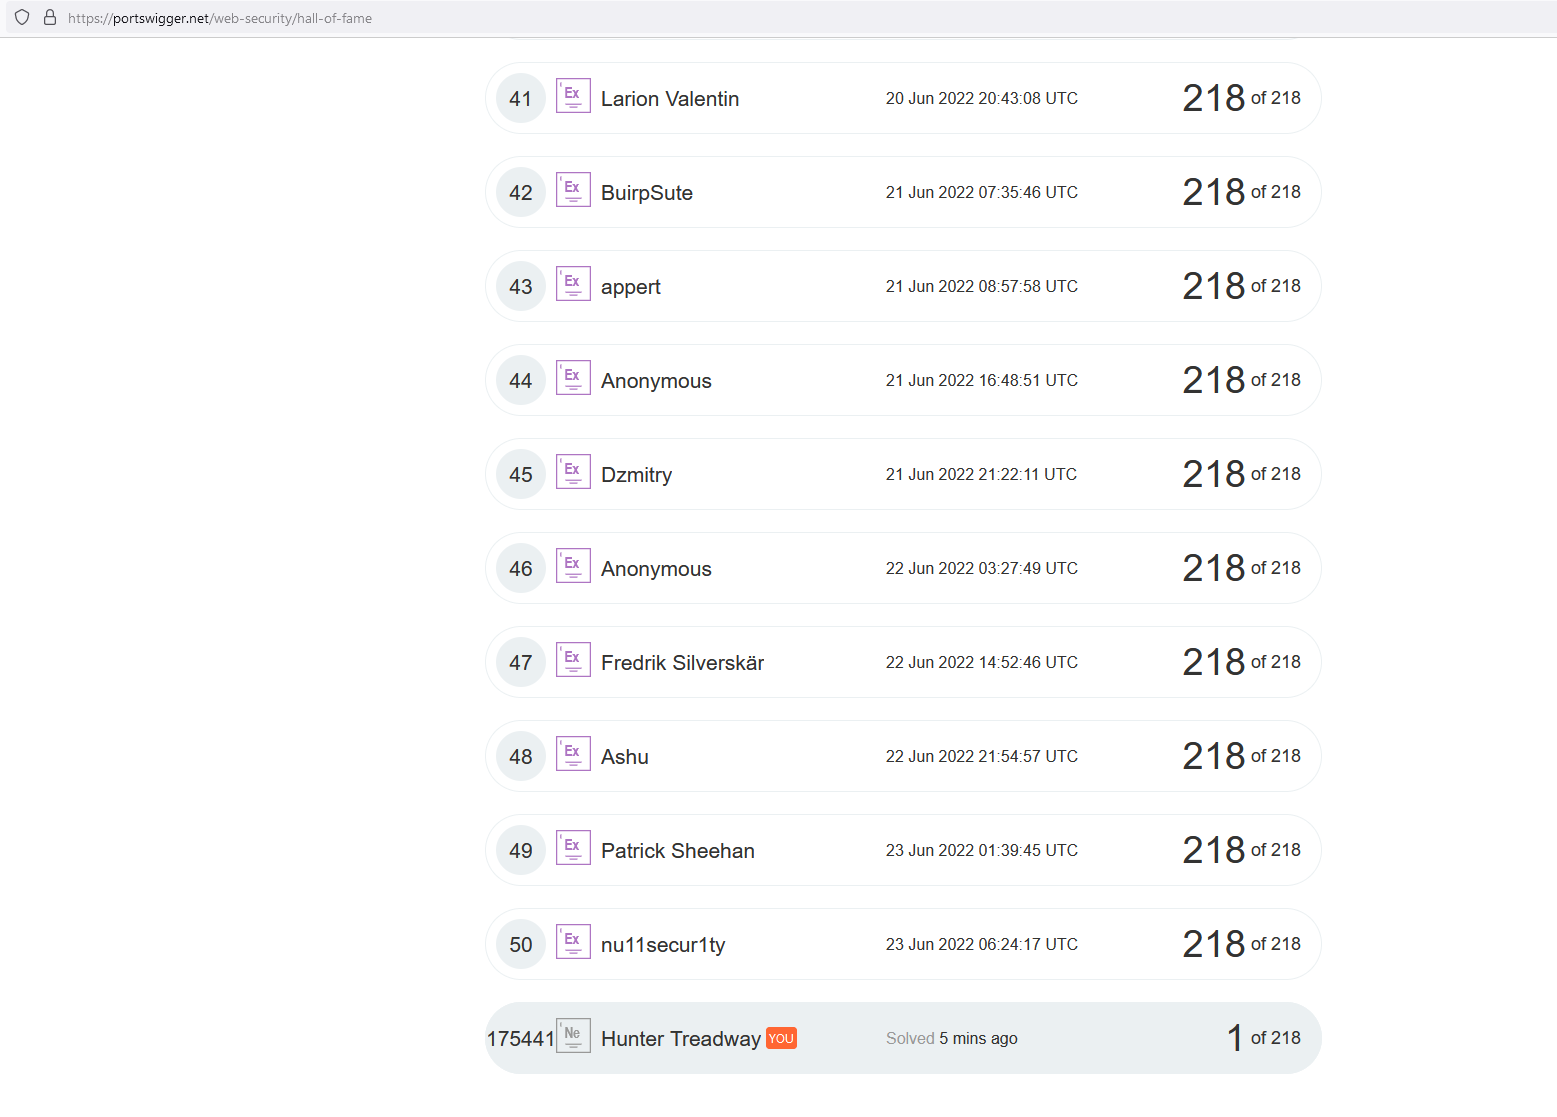 https://portswigger.net/web-security/hall-of-fame
41 Ex Larion Valentin 20 Jun 2022 20:43:08 UTC 218 of 218
42 Ex BuirpSute 21 Jun 2022 07:35:46 UTC 218 of 218
43 Ex appert 21 Jun 2022 08:57:58 UTC 218 of 218
44 Ex Anonymous 21 Jun 2022 16:48:51 UTC 218 of 218
45 Ex Dzmitry 21 Jun 2022 21:22:11 UTC 218 of 218
46 Ex Anonymous 22 Jun 2022 03:27:49 UTC 218 of 218
47 Ex Fredrik Silverskär 22 Jun 2022 14:52:46 UTC 218 of 218
48 Ex Ashu 22 Jun 2022 21:54:57 UTC 218 of 218
49 Ex Patrick Sheehan 23 Jun 2022 01:39:45 UTC 218 of 218
50 Ex nu11secur1ty 23 Jun 2022 06:24:17 UTC 218 of 218
175441 Ne Hunter Treadway YOU Solved 5 mins ago 1 of 218